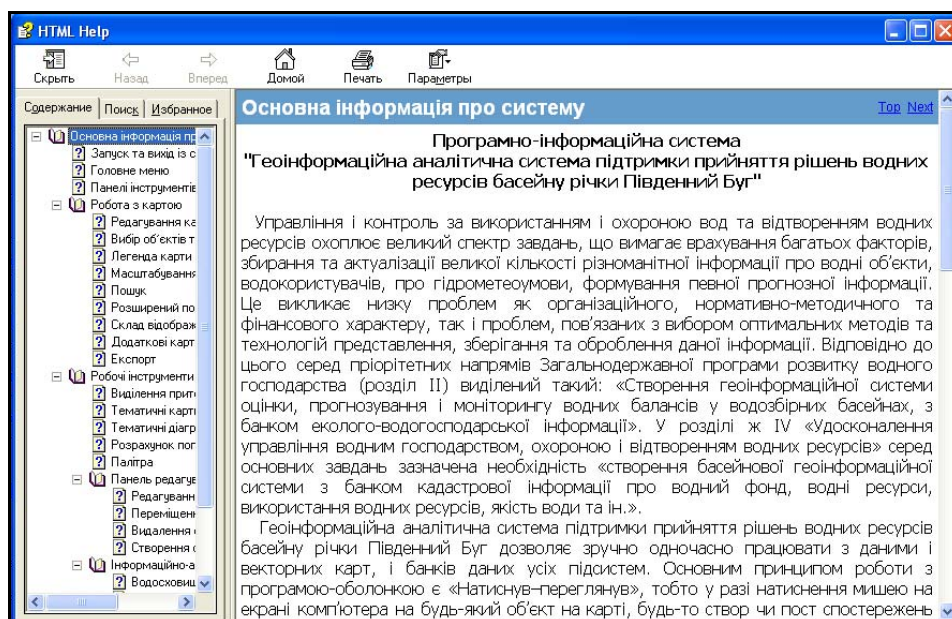 HTML Help
Скрыть Назад Вперед Домой Печать Параметры
Содержание Поиск Избранное
Основна інформація пр
Запуск та вихід із с
Головне меню
Панелі інструментів
Робота з картою
Редагування ка
Вибір об'єктів т
Легенда карти
Масштабування
Пошук
Розширений по
Склад відображ
Додаткові карт
Експорт
Робочі інструменти
Виділення прит
Тематичні карти
Тематичні діагр
Розрахунок пог
Палітра
Панель редагув
Редагуванн
Переміщенн
Видалення о
Створення о
Інформаційно-а
Водосховищ
Основна інформація про систему
Top Next
Програмно-інформаційна система
"Геоінформаційна аналітична система підтримки прийняття рішень водних
ресурсів басейну річки Південний Буг"
Управління і контроль за використанням і охороною вод та відтворенням водних
ресурсів охоплює великий спектр завдань, що вимагає врахування багатьох факторів,
збирання та актуалізації великої кількості різноманітної інформації про водні об'єкти,
водокористувачів, про гідрометеоумови, формування певної прогнозної інформації.
Це викликає низку проблем як організаційного, нормативно-методичного та
фінансового характеру, так і проблем, пов'язаних з вибором оптимальних методів та
технологій представлення, зберігання та оброблення даної інформації. Відповідно до
цього серед пріорітетних напрямів Загальнодержавної програми розвитку водного
господарства (розділ II) виділений такий: «Створення геоінформаційної системи
оцінки, прогнозування і моніторингу водних балансів у водозбірних басейнах, з
банком еколого-водогосподарської інформації». У розділі ж IV «Удосконалення
управління водним господарством, охороною і відтворенням водних ресурсів» серед
основних завдань зазначена необхідність «створення басейнової геоінформаційної
системи з банком кадастрової інформації про водний фонд, водні ресурси,
використання водних ресурсів, якість води та ін.».
Геоінформаційна аналітична система підтримки прийняття рішень водних ресурсів
басейну річки Південний Буг дозволяє зручно одночасно працювати з даними і
векторних карт, і банків даних усіх підсистем. Основним принципом роботи з
програмою-оболонкою є «Натиснув–переглянув», тобто у разі натиснення мишею на
екрані комп'ютера на будь-який об'єкт на карті, будь-то створ чи пост спостережень